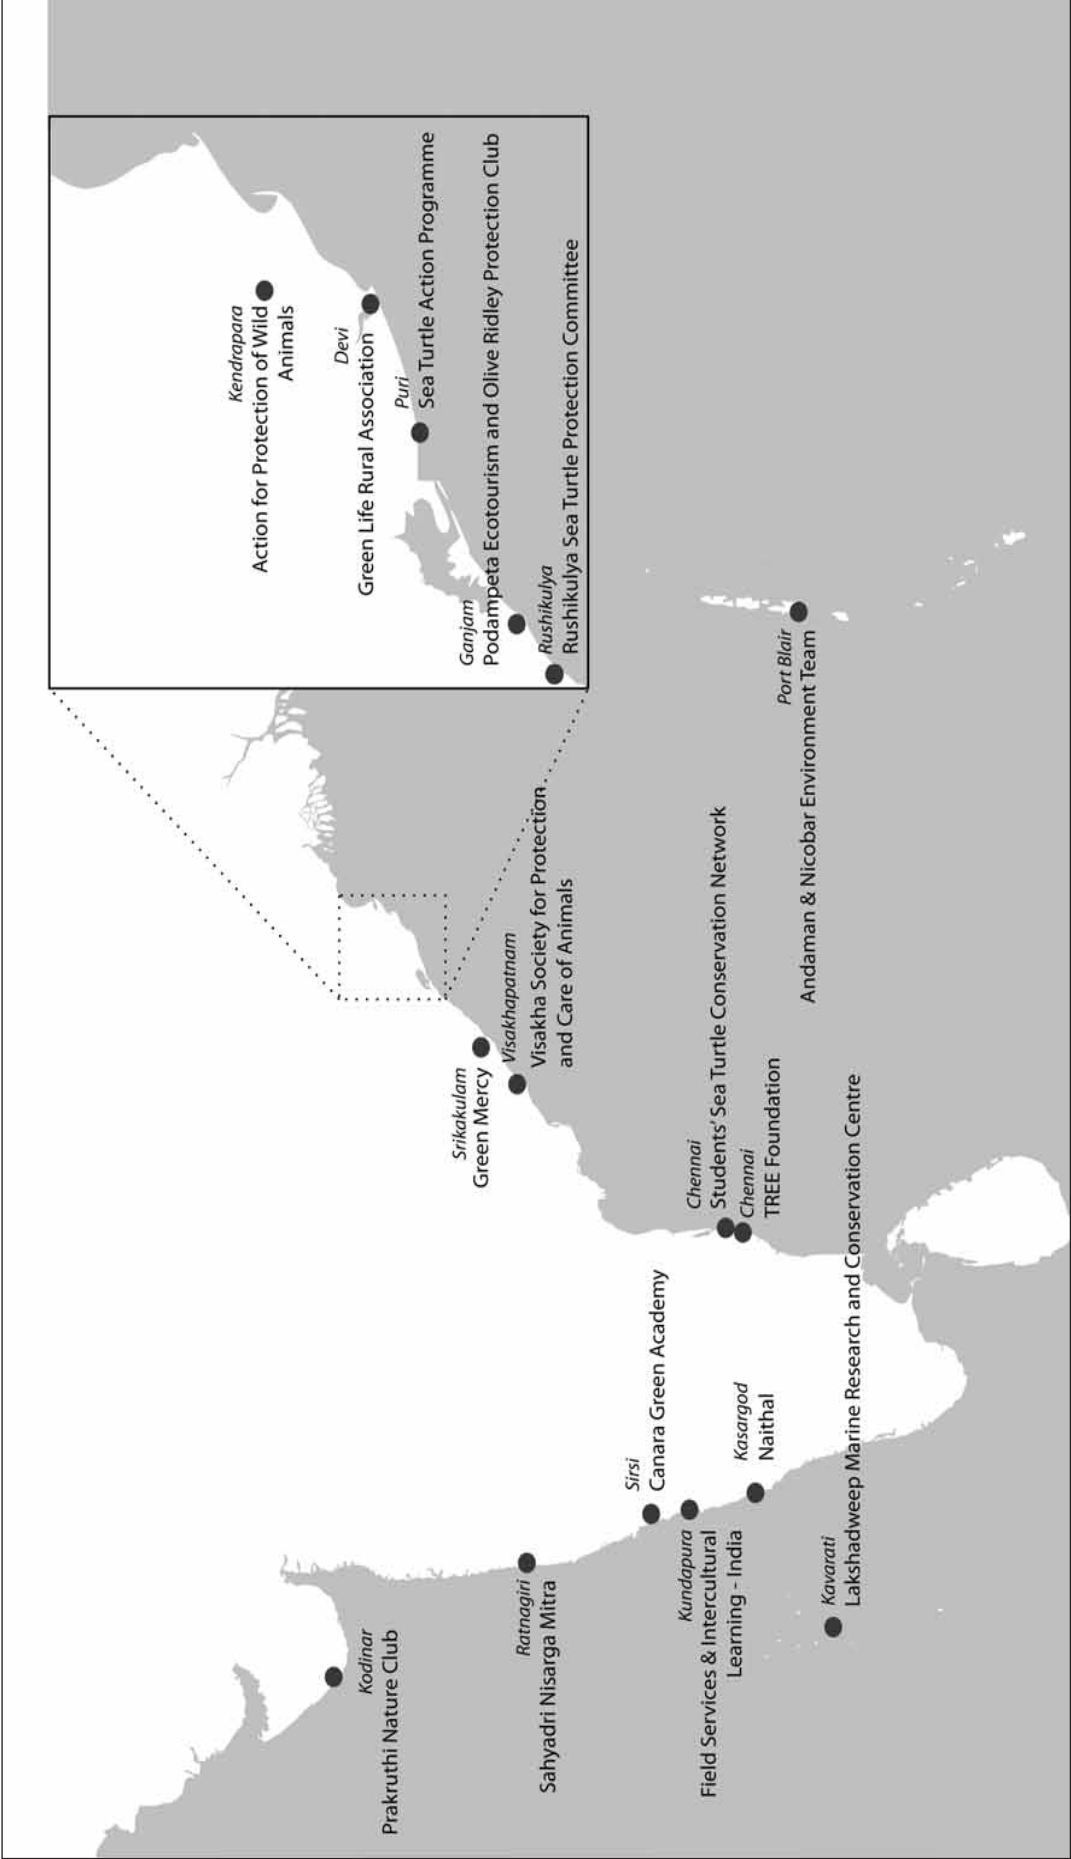 Kendrapara
Action for Protection of Wild
Animals
Devi
Green Life Rural Association
Puri
Sea Turtle Action Programme
Ganjam
Podampeta Ecotourism and Olive Ridley Protection Club
Rushikulya
Rushikulya Sea Turtle Protection Committee
Srikakulam
Green Mercy
Visakhapatnam
Visakha Society for Protection
and Care of Animals
Kodinar
Prakruthi Nature Club
Ratnagiri
Sahyadri Nisarga Mitra
Sirsi
Canara Green Academy
Kundapura
Field Services & Intercultural
Learning - India
Kasargod
Naithal
Chennai
Students' Sea Turtle Conservation Network
Chennai
TREE Foundation
Port Blair
Andaman & Nicobar Environment Team
Kavarati
Lakshadweep Marine Research and Conservation Centre